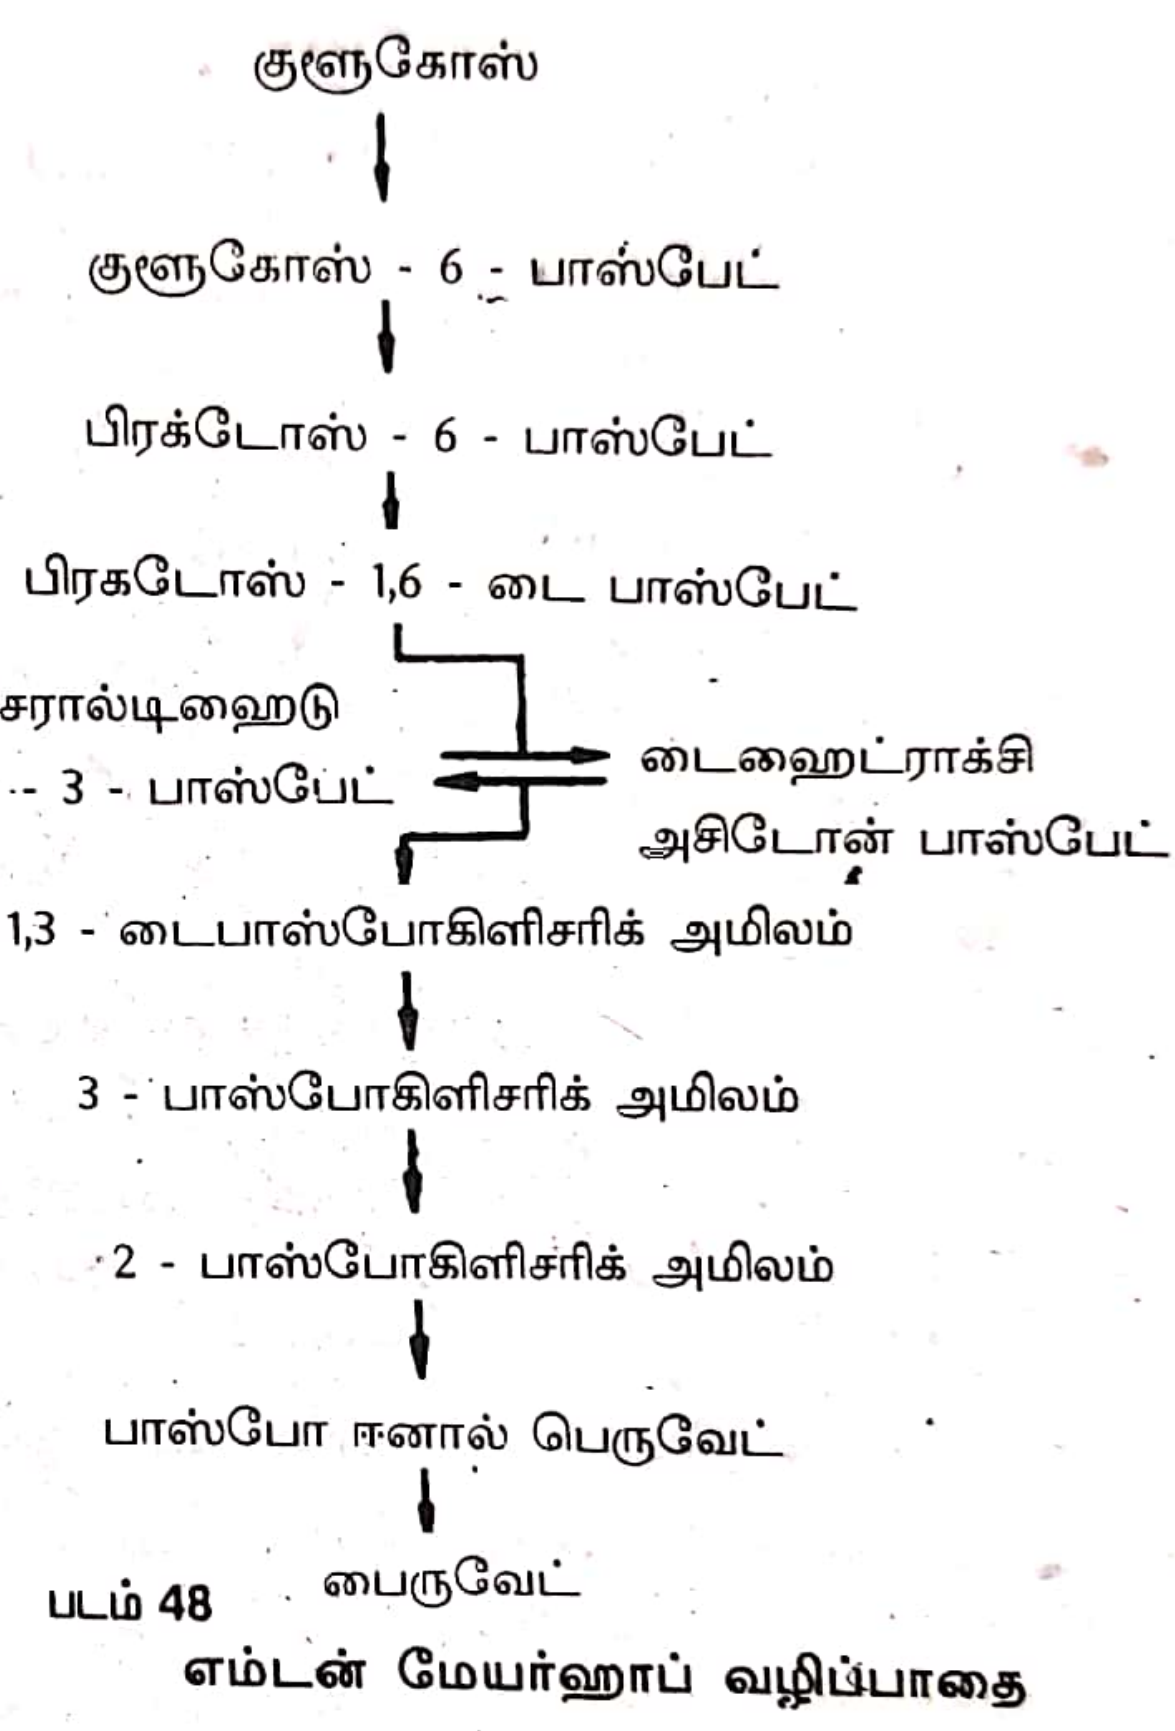 குளூகோஸ்
குளூகோஸ் - 6 - பாஸ்பேட்
பிரக்டோஸ் - 6 - பாஸ்பேட்
பிரகடோஸ் - 1,6 - டை பாஸ்பேட்
சரால்டிஹைடு
- 3 - பாஸ்பேட்
டைஹைட்ராக்சி
அசிடோன் பாஸ்பேட்
1,3 - டைபாஸ்போகிளிசரிக் அமிலம்
3 - பாஸ்போகிளிசரிக் அமிலம்
2 - பாஸ்போகிளிசரிக் அமிலம்
பாஸ்போ ஈனால் பெருவேட்
பைருவேட்
படம் 48
எம்டன் மேயர்ஹாப் வழிப்பாதை